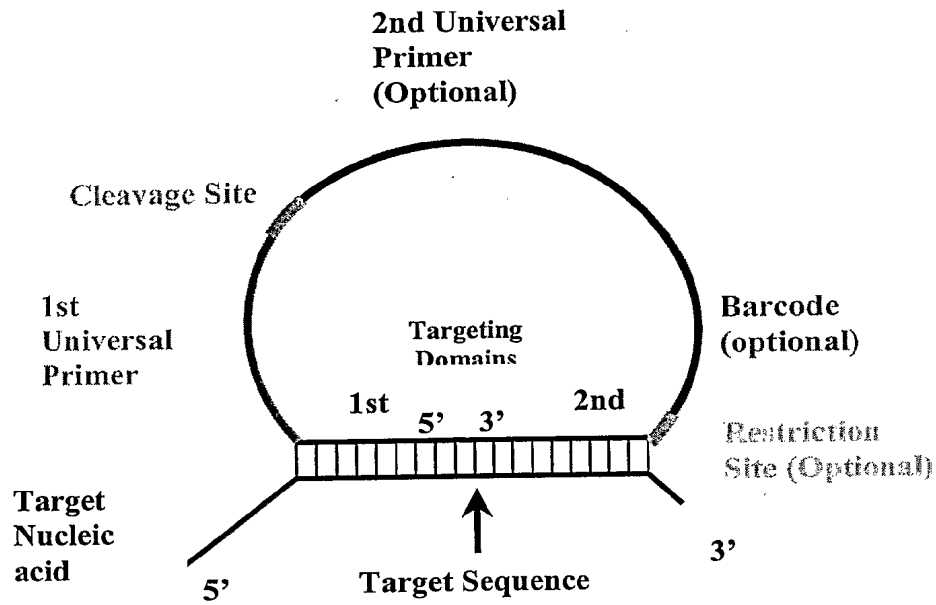 2nd Universal
Primer
(Optional)
Cleavage Site
1st
Universal
Primer
Targeting
Domains
Barcode
(optional)
1st
5’
3’
2nd
Restriction
Site (Optional)
Target
Nucleic
acid
5’
Target Sequence
3’